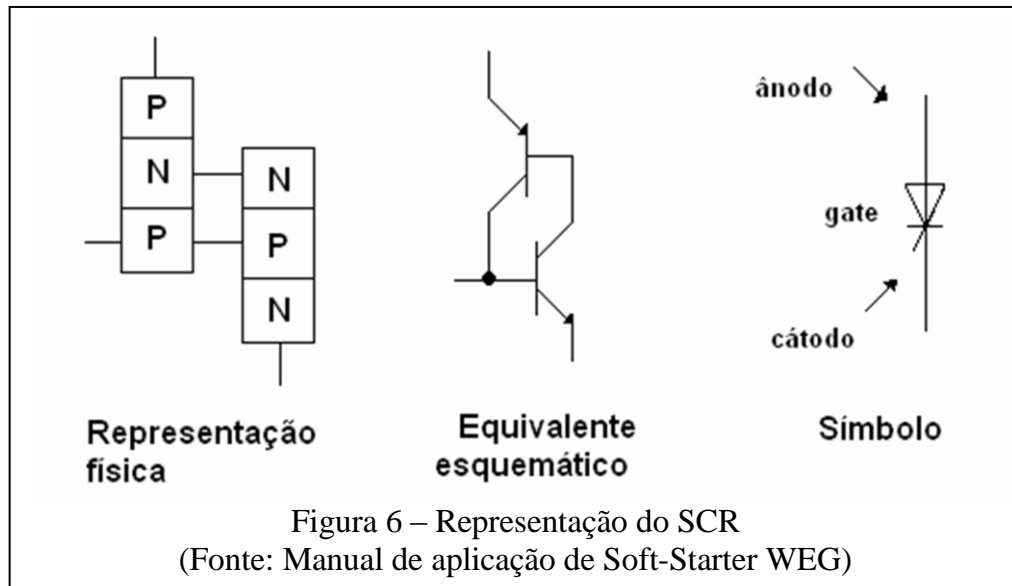 P
N
P
N
P
N
ânodo
gate
cátodo
Representação
física
Equivalente
esquemático
Símbolo
Figura 6 – Representação do SCR
(Fonte: Manual de aplicação de Soft-Starter WEG)